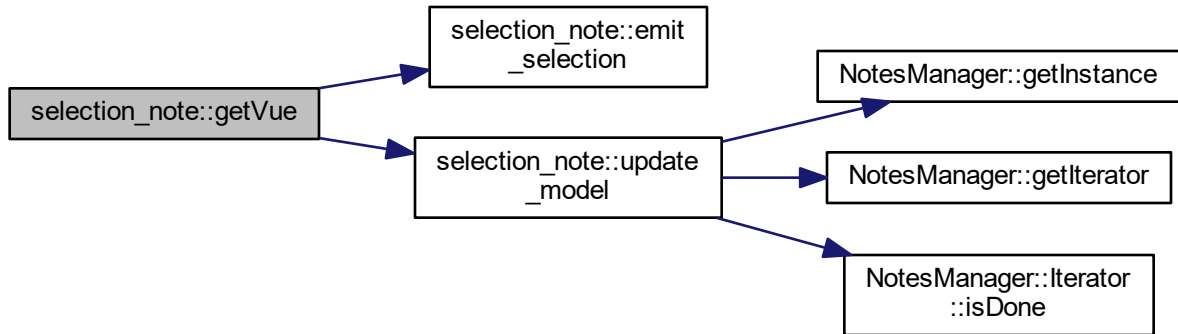 selection_note::getVue
selection_note::emit
_selection
selection_note::update
_model
NotesManager::getInstance
NotesManager::getIterator
NotesManager::Iterator
::isDone